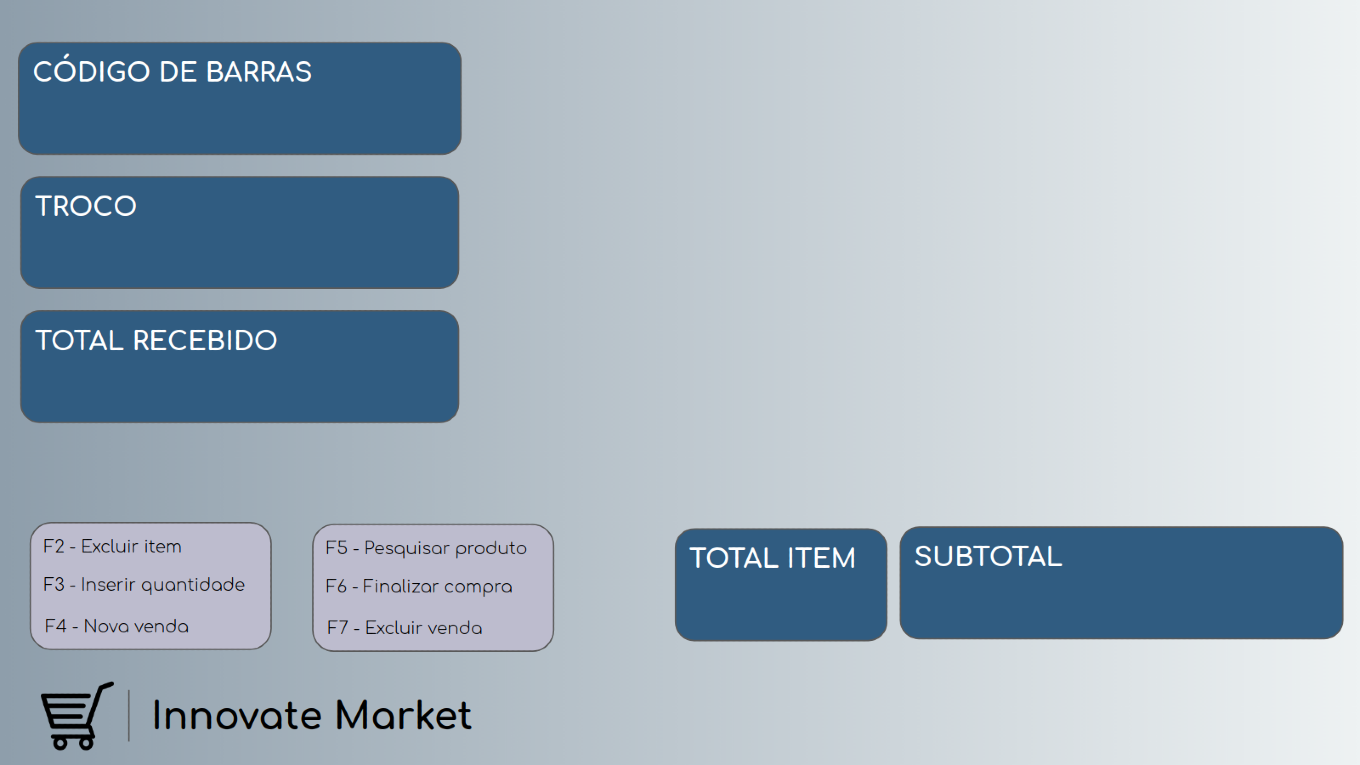 CÓDIGO DE BARRAS
TROCO
TOTAL RECEBIDO
F2 - Excluir item
F3 - Inserir quantidade
F4 - Nova venda
F5 - Pesquisar produto
F6 - Finalizar compra
F7 - Excluir venda
TOTAL ITEM
SUBTOTAL
Innovate Market